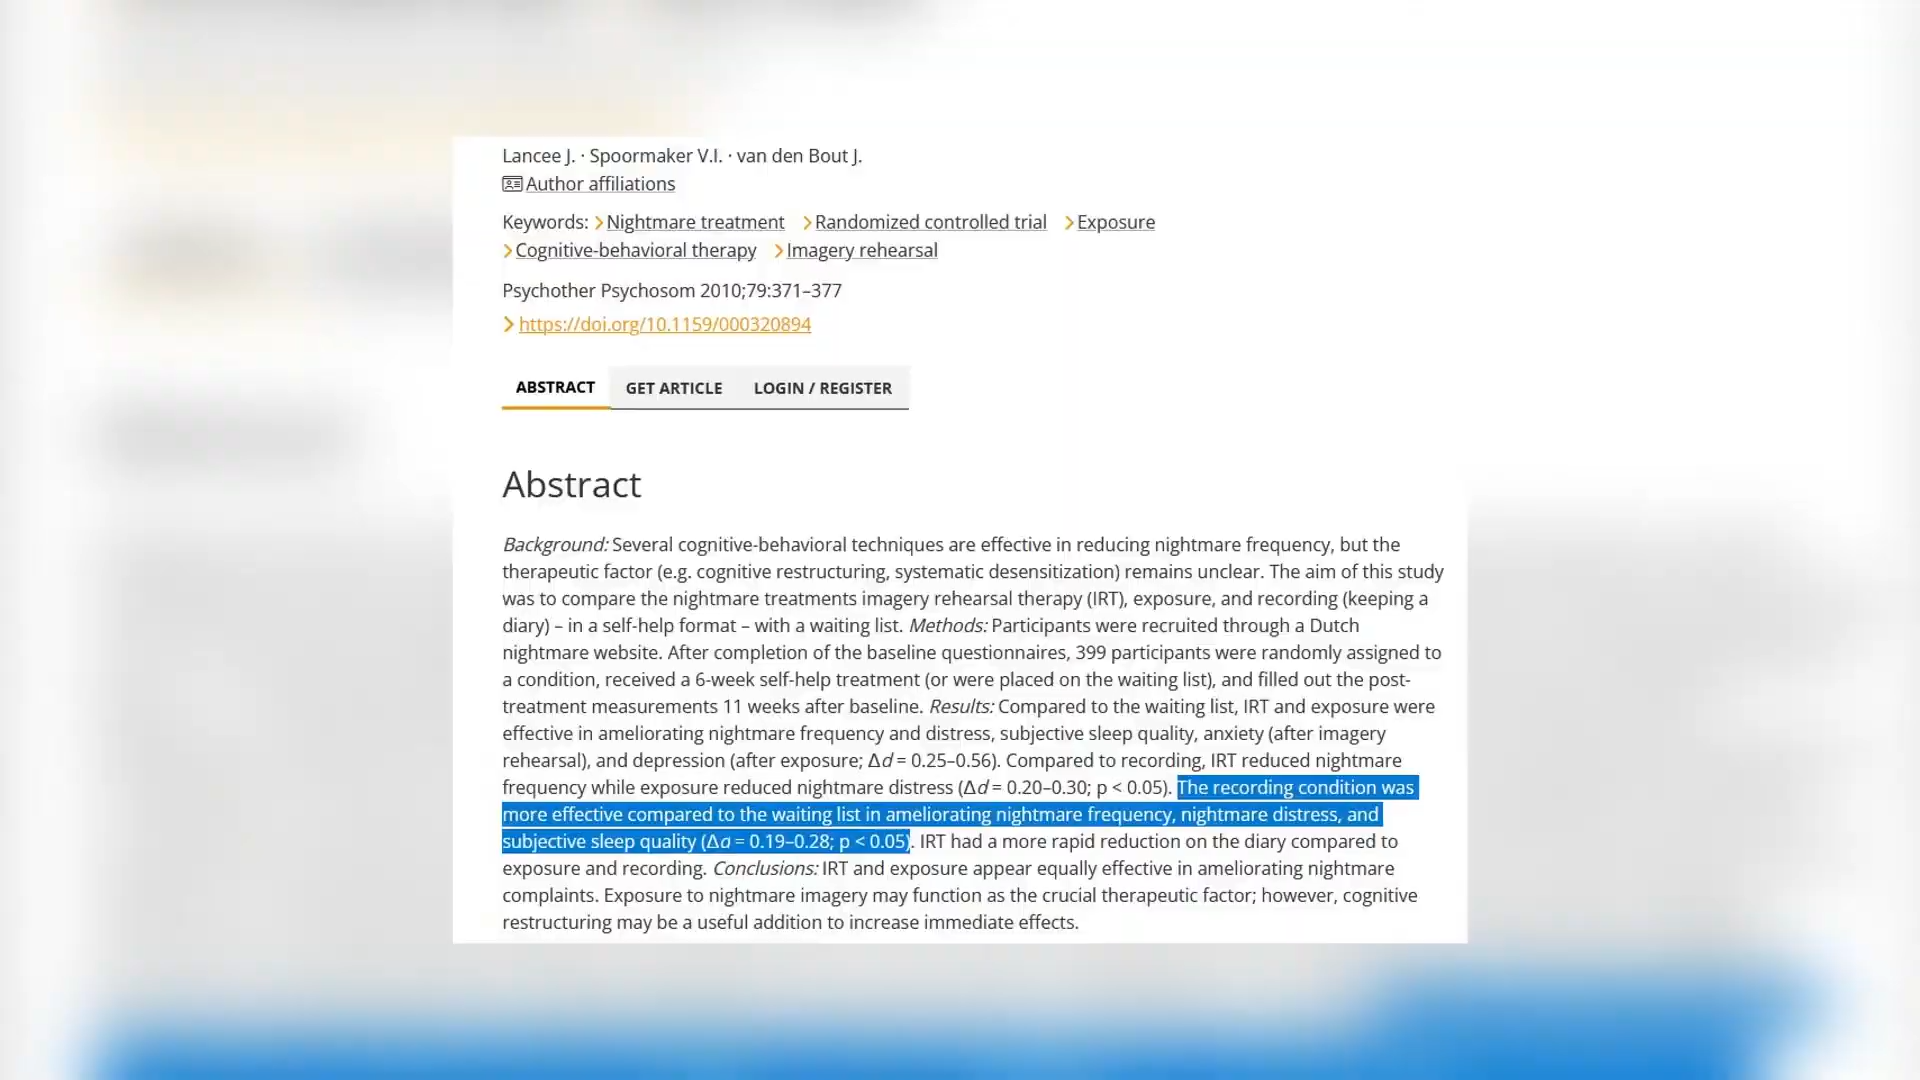 Lancee J. · Spoormaker V.I. · van den Bout J.
Author affiliations
Keywords: Nightmare treatment Randomized controlled trial Exposure
Cognitive-behavioral therapy Imagery rehearsal
Psychother Psychosom 2010;79:371–377
https://doi.org/10.1159/000320894
ABSTRACT GET ARTICLE LOGIN / REGISTER
Abstract
Background: Several cognitive-behavioral techniques are effective in reducing nightmare frequency, but the
therapeutic factor (e.g. cognitive restructuring, systematic desensitization) remains unclear. The aim of this study
was to compare the nightmare treatments imagery rehearsal therapy (IRT), exposure, and recording (keeping a
diary) – in a self-help format – with a waiting list. Methods: Participants were recruited through a Dutch
nightmare website. After completion of the baseline questionnaires, 399 participants were randomly assigned to
a condition, received a 6-week self-help treatment (or were placed on the waiting list), and filled out the post-
treatment measurements 11 weeks after baseline. Results: Compared to the waiting list, IRT and exposure were
effective in ameliorating nightmare frequency and distress, subjective sleep quality, anxiety (after imagery
rehearsal), and depression (after exposure; Δd = 0.25–0.56). Compared to recording, IRT reduced nightmare
frequency while exposure reduced nightmare distress (Δd = 0.20–0.30; p < 0.05). The recording condition was
more effective compared to the waiting list in ameliorating nightmare frequency, nightmare distress, and
subjective sleep quality (Δd = 0.19–0.28; p < 0.05). IRT had a more rapid reduction on the diary compared to
exposure and recording. Conclusions: IRT and exposure appear equally effective in ameliorating nightmare
complaints. Exposure to nightmare imagery may function as the crucial therapeutic factor; however, cognitive
restructuring may be a useful addition to increase immediate effects.